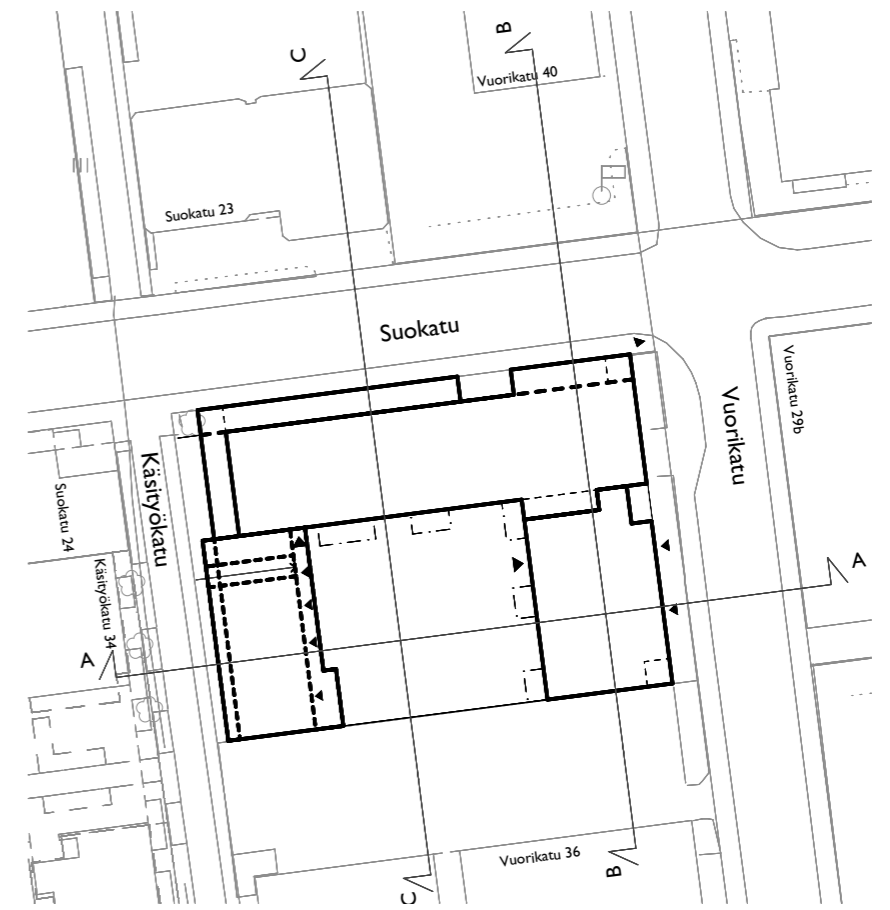 B
C
Vuorikatu 40
Suokatu 23
Suokatu
Vuorikatu 29b
Vuorikatu
Käsityökatu
Suokatu 24
Käsityökatu 34
A
A
Vuorikatu 36
B
C